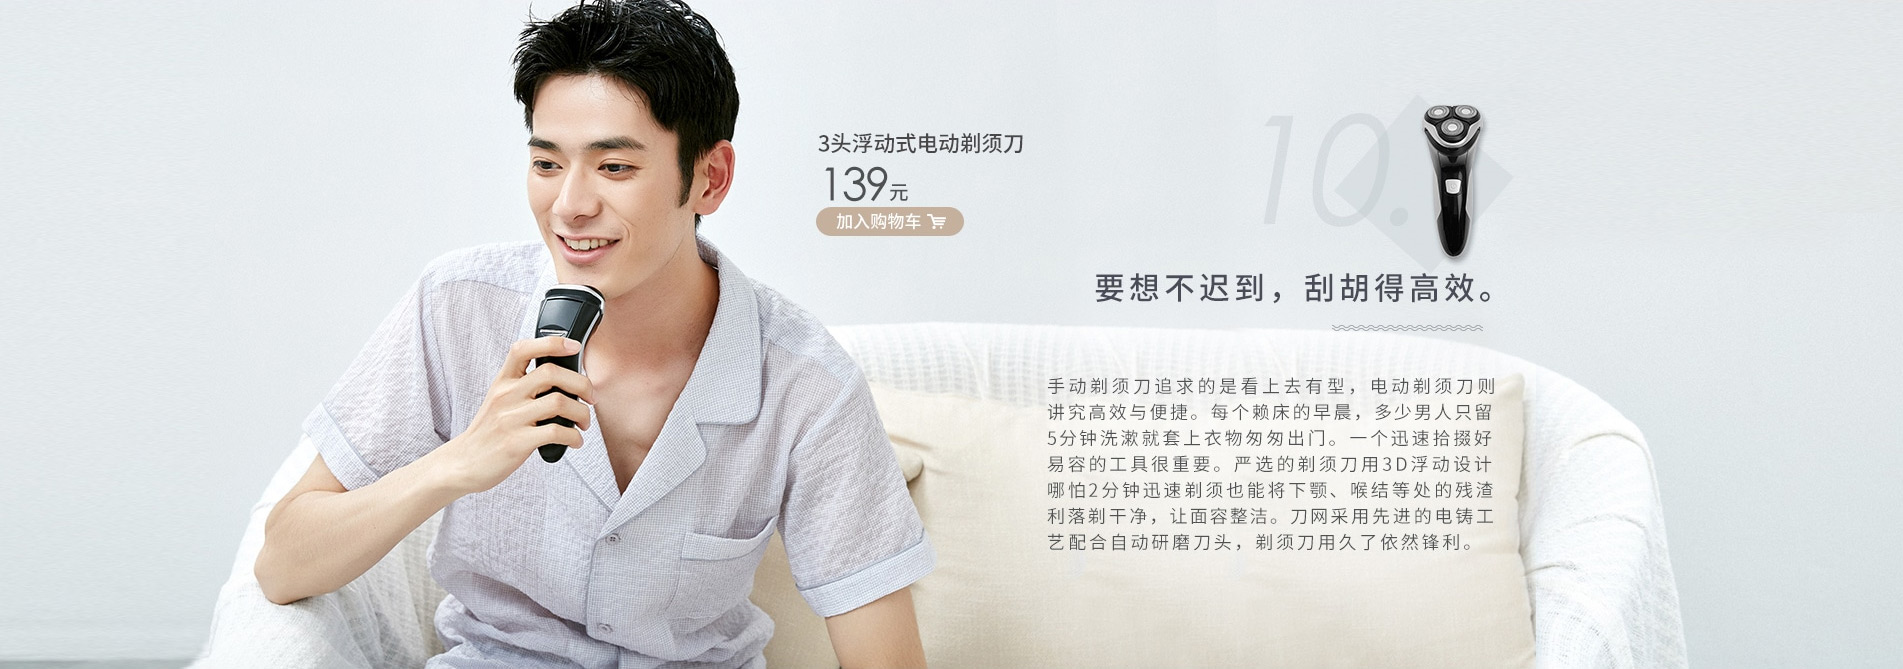 3头浮动式电动剃须刀
139元
加入购物车
10.
要想不迟到，刮胡得高效。
手动剃须刀追求的是看上去有型，电动剃须刀则
讲究高效与便捷。每个赖床的早晨，多少男人只留
5分钟洗漱就套上衣物匆匆出门。一个迅速拾掇好
易容的工具很重要。严选的剃须刀用3D浮动设计
哪怕2分钟迅速剃须也能将下颚、喉结等处的残渣
利落剃干净，让面容整洁。刀网采用先进的电铸工
艺配合自动研磨刀头，剃须刀用久了依然锋利。